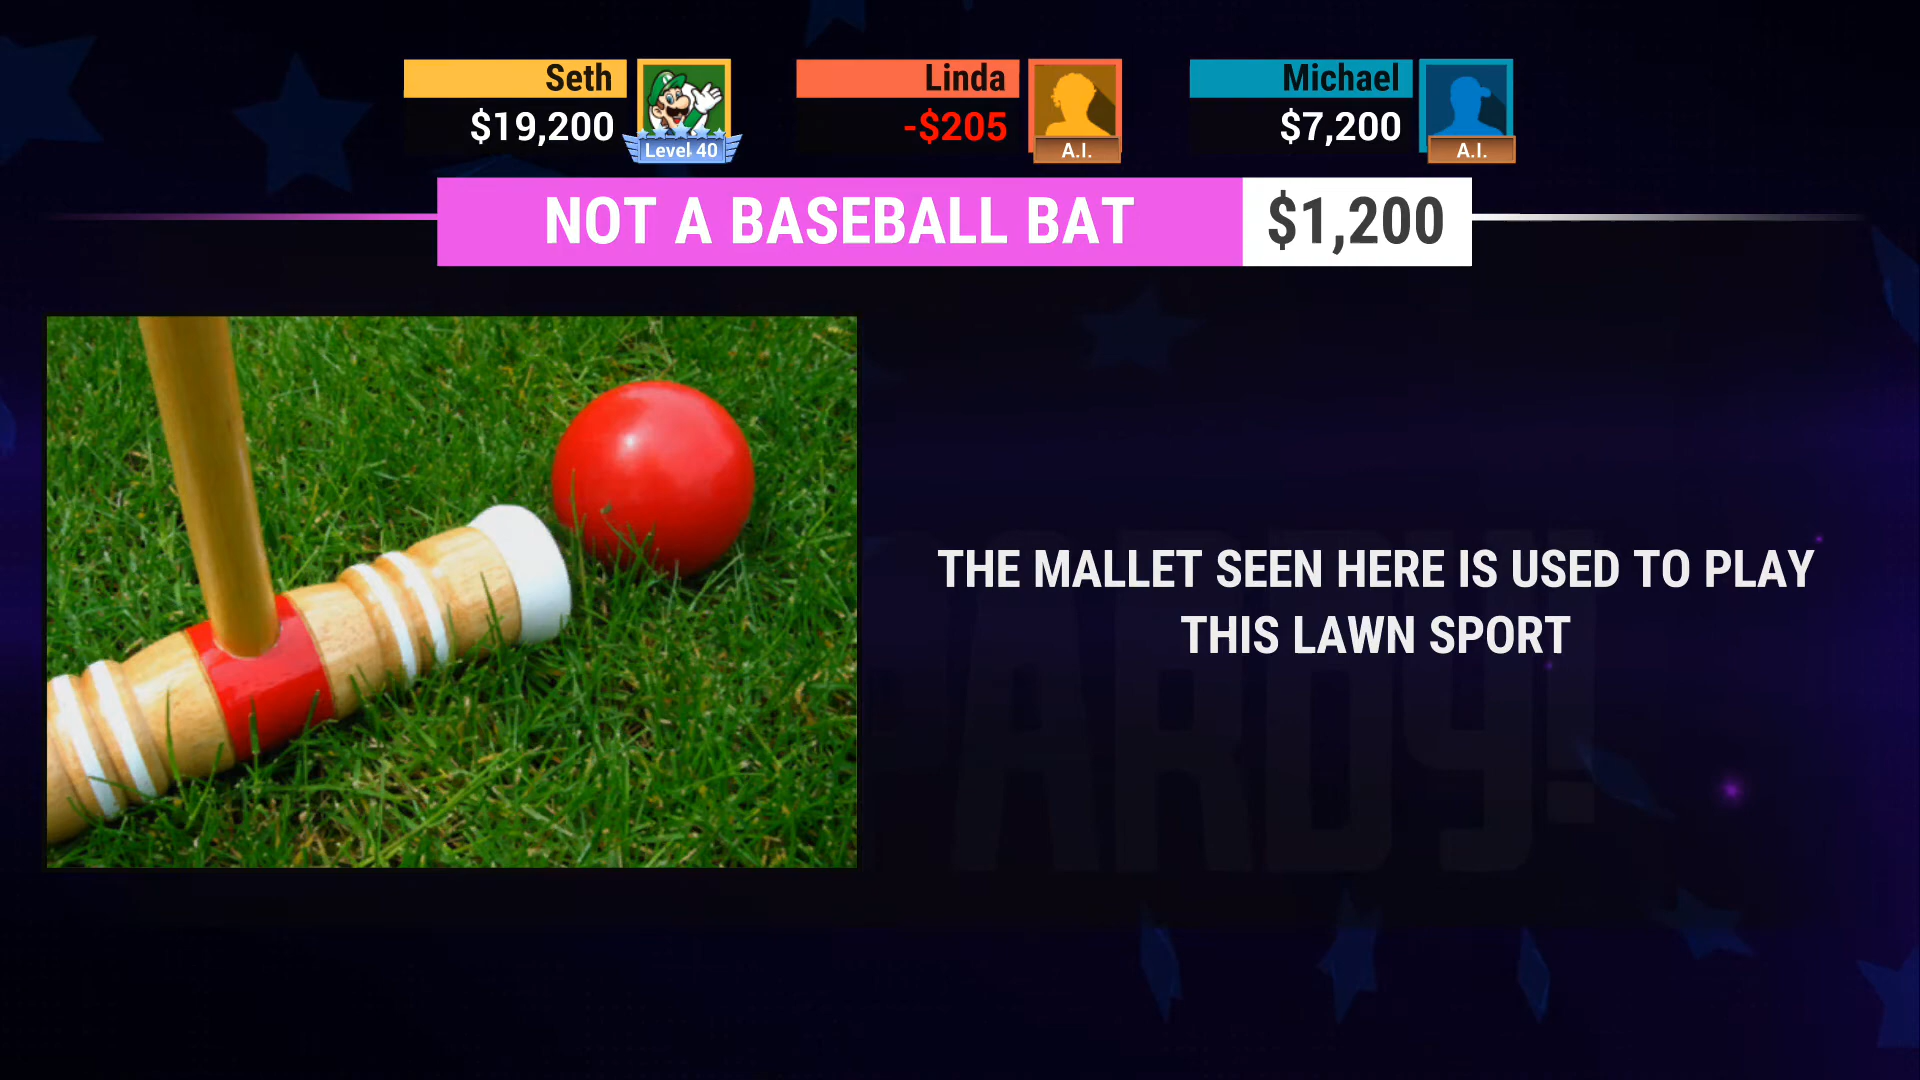 Seth
$19,200
Level 40
Linda
-$205
A.I.
Michael
$7,200
A.I.
NOT A BASEBALL BAT
$1,200
THE MALLET SEEN HERE IS USED TO PLAY
THIS LAWN SPORT